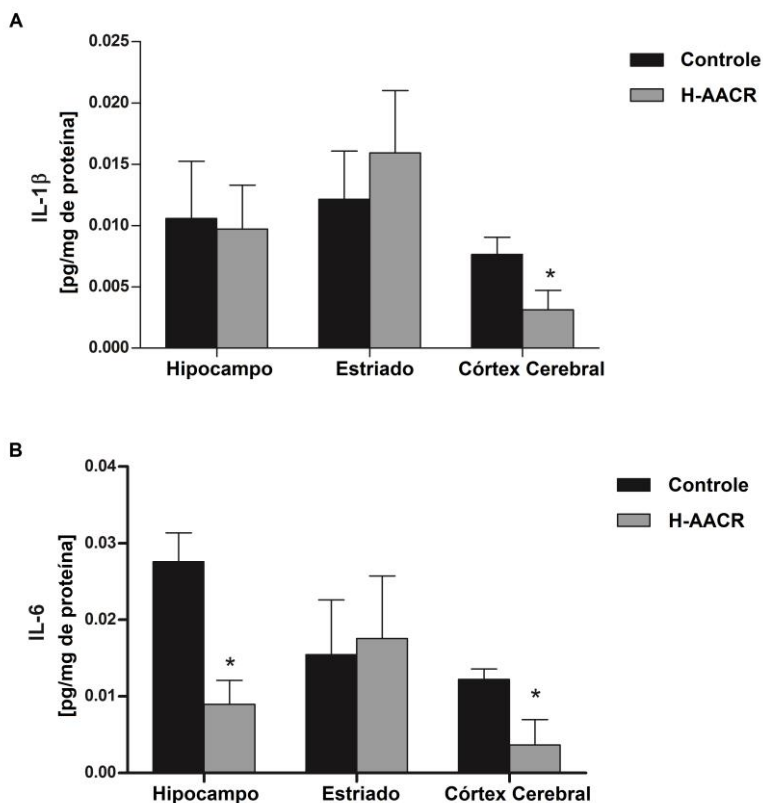 A
0.025
0.020
0.015
0.010
0.005
0.000
IL-1β
[pg/mg de proteína]
Controle
H-AACR
*
Hipocampo Estriado Córtex Cerebral
B
0.04
0.03
0.02
0.01
0.00
IL-6
[pg/mg de proteína]
Controle
H-AACR
*
*
Hipocampo Estriado Córtex Cerebral